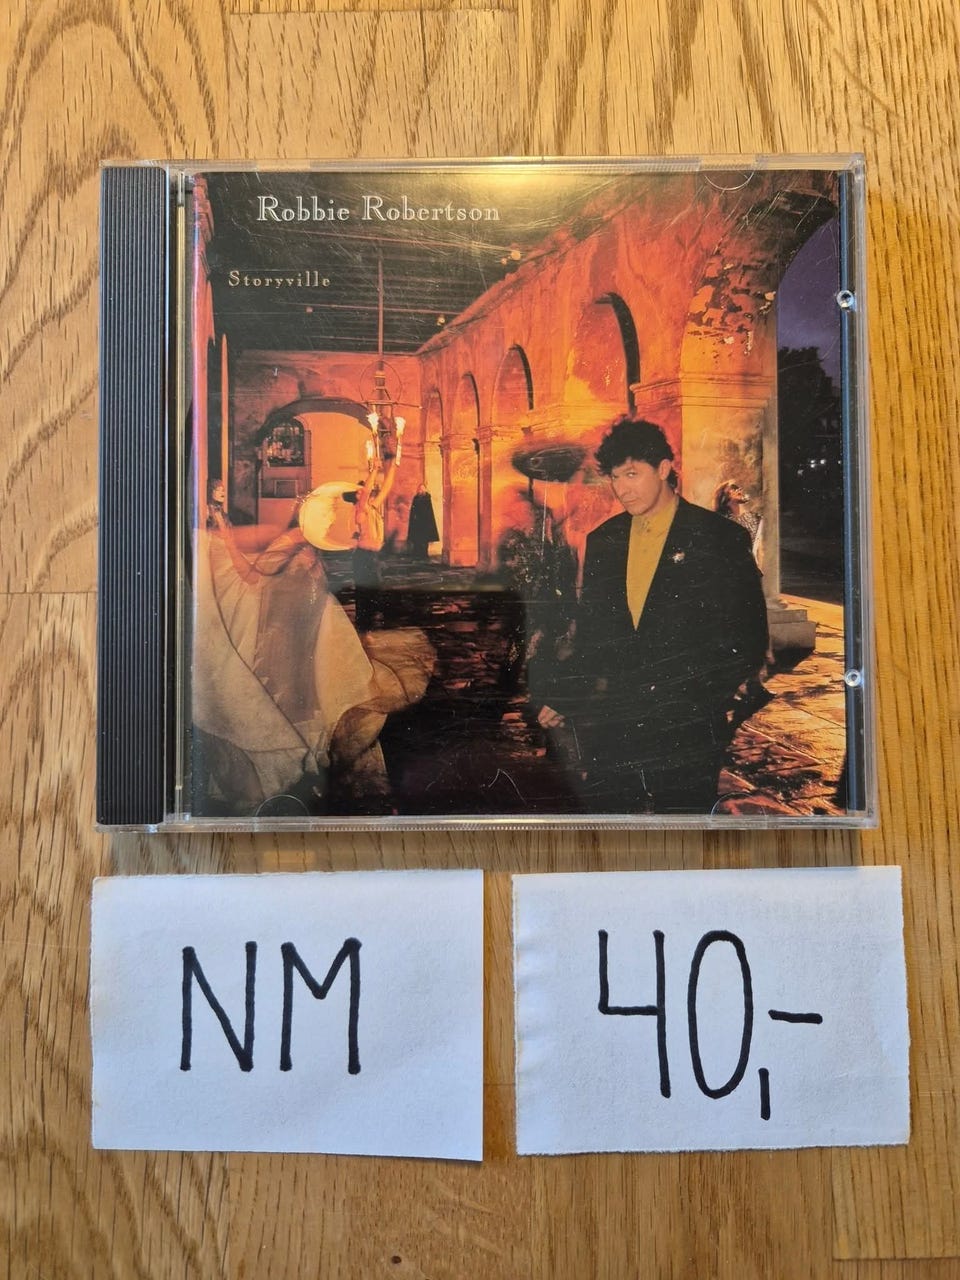 Robbie Robertson
Storyville
NM
40,-